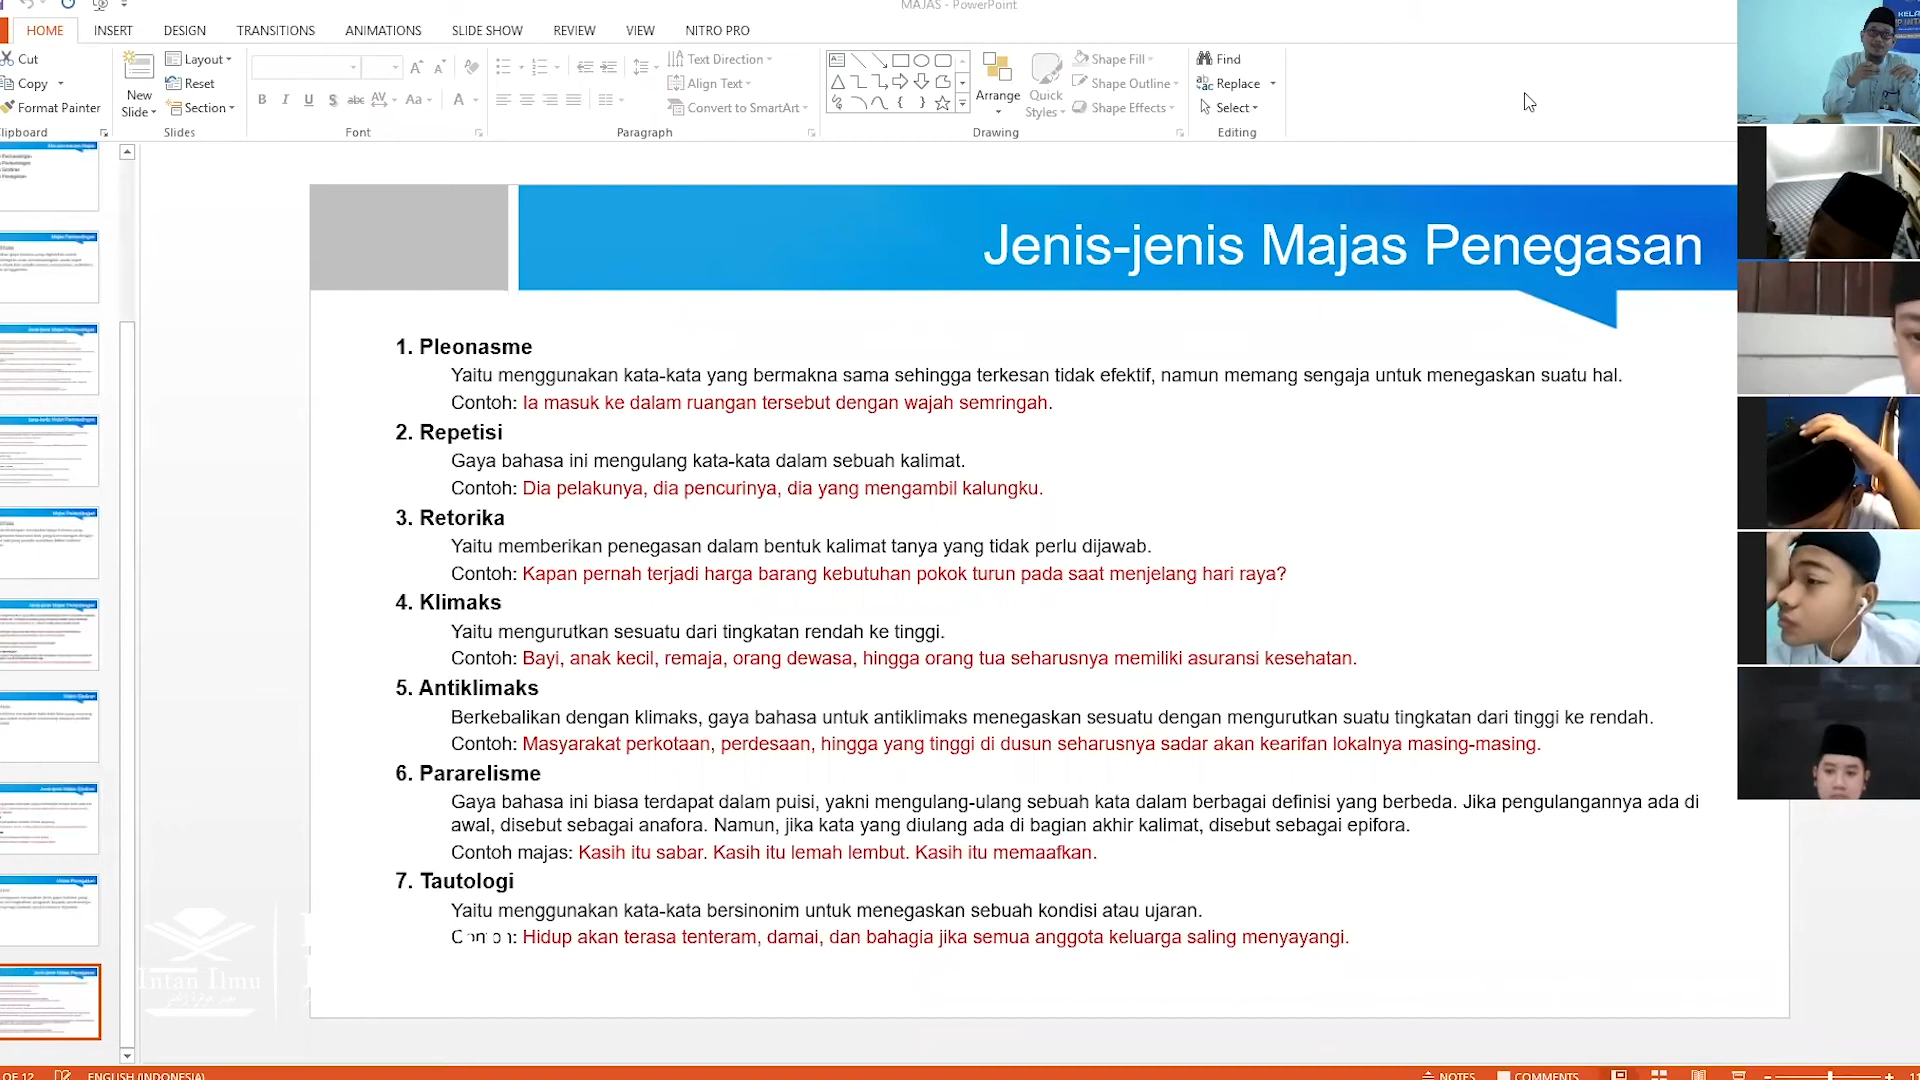 MAJAS - PowerPoint
HOME INSERT DESIGN TRANSITIONS ANIMATIONS SLIDE SHOW REVIEW VIEW NITRO PRO
Cut
Copy
Format Painter
Clipboard
New Slide
Layout
Reset
Section
Slides
Font
Text Direction
Align Text
Convert to SmartArt
Paragraph
Arrange
Quick Styles
Shape Fill
Shape Outline
Shape Effects
Drawing
Find
Replace
Select
Editing
Jenis-jenis Majas Penegasan
1. Pleonasme
Yaitu menggunakan kata-kata yang bermakna sama sehingga terkesan tidak efektif, namun memang sengaja untuk menegaskan suatu hal.
Contoh: Ia masuk ke dalam ruangan tersebut dengan wajah semringah.
2. Repetisi
Gaya bahasa ini mengulang kata-kata dalam sebuah kalimat.
Contoh: Dia pelakunya, dia pencurinya, dia yang mengambil kalungku.
3. Retorika
Yaitu memberikan penegasan dalam bentuk kalimat tanya yang tidak perlu dijawab.
Contoh: Kapan pernah terjadi harga barang kebutuhan pokok turun pada saat menjelang hari raya?
4. Klimaks
Yaitu mengurutkan sesuatu dari tingkatan rendah ke tinggi.
Contoh: Bayi, anak kecil, remaja, orang dewasa, hingga orang tua seharusnya memiliki asuransi kesehatan.
5. Antiklimaks
Berkebalikan dengan klimaks, gaya bahasa untuk antiklimaks menegaskan sesuatu dengan mengurutkan suatu tingkatan dari tinggi ke rendah.
Contoh: Masyarakat perkotaan, perdesaan, hingga yang tinggi di dusun seharusnya sadar akan kearifan lokalnya masing-masing.
6. Pararelisme
Gaya bahasa ini biasa terdapat dalam puisi, yakni mengulang-ulang sebuah kata dalam berbagai definisi yang berbeda. Jika pengulangannya ada di
awal, disebut sebagai anafora. Namun, jika kata yang diulang ada di bagian akhir kalimat, disebut sebagai epifora.
Contoh majas: Kasih itu sabar. Kasih itu lemah lembut. Kasih itu memaafkan.
7. Tautologi
Yaitu menggunakan kata-kata bersinonim untuk menegaskan sebuah kondisi atau ujaran.
Contoh: Hidup akan terasa tenteram, damai, dan bahagia jika semua anggota keluarga saling menyayangi.
Intan Ilmu
OF 12 ENGLISH (INDONESIA) NOTES COMMENTS